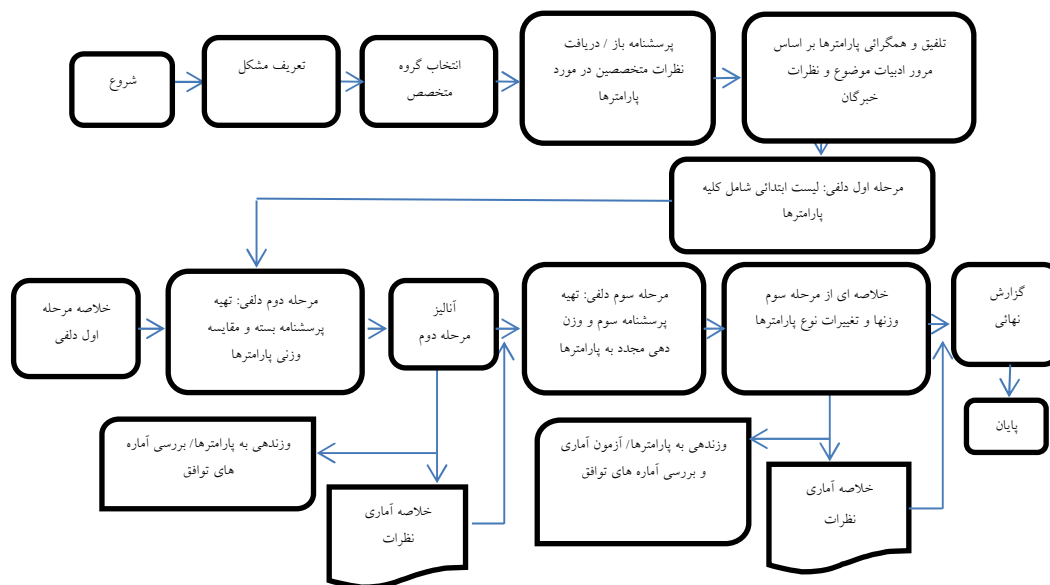 شروع
تعریف مشکل
انتخاب گروه
متخصص
پرسشنامه باز / دریافت
نظرات متخصصین در مورد
پارامترها
تلفیق و همگرائی پارامترها بر اساس
مرور ادبیات موضوع و نظرات
خبرگان
مرحله اول دلفی: لیست ابتدائی شامل کلیه
پارامترها
خلاصه مرحله
اول دلفی
مرحله دوم دلفی: تهیه
پرسشنامه بسته و مقایسه
وزنی پارامترها
آنالیز
مرحله دوم
مرحله سوم دلفی: تهیه
پرسشنامه سوم و وزن
دهی مجدد به پارامترها
خلاصه ای از مرحله سوم
وزنها و تغییرات نوع پارامترها
گزارش
نهائی
پایان
وزندهی به پارامترها/ بررسی آماره
های توافق
خلاصه آماری
نظرات
وزندهی به پارامترها/ آزمون آماری
و بررسی آماره های توافق
خلاصه آماری
نظرات